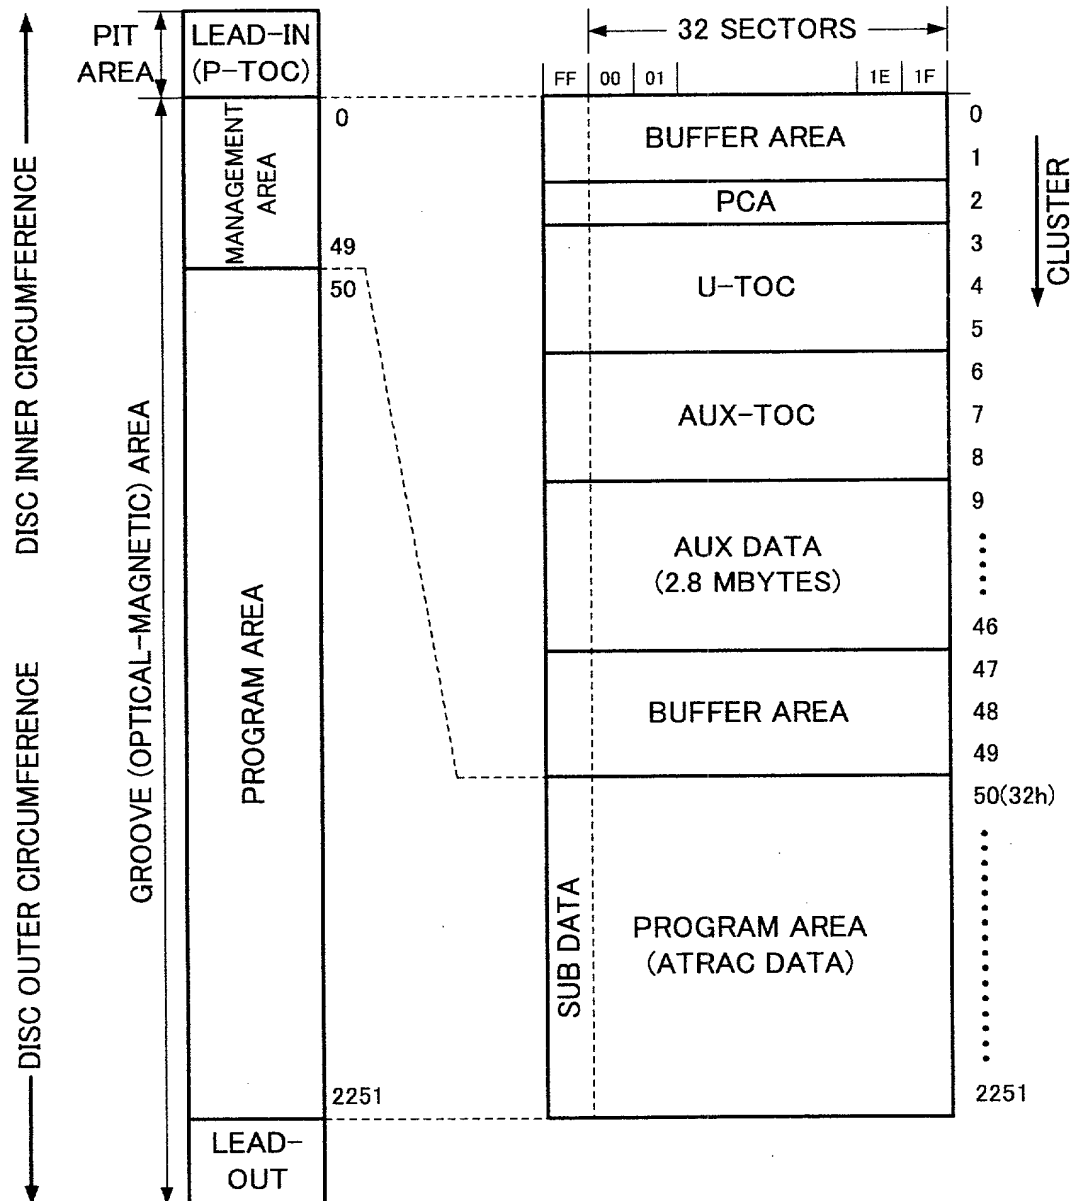 PIT
AREA
LEAD-IN
(P-TOC)
32 SECTORS
FF 00 01 1E 1F
DISC INNER CIRCUMFERENCE
DISC OUTER CIRCUMFERENCE
GROOVE (OPTICAL-MAGNETIC) AREA
MANAGEMENT
AREA
0
49
50
PROGRAM AREA
2251
LEAD-
OUT
BUFFER AREA
0
1
PCA
2
U-TOC
3
4
5
AUX-TOC
6
7
8
AUX DATA
(2.8 MBYTES)
9
46
BUFFER AREA
47
48
49
SUB DATA
PROGRAM AREA
(ATRAC DATA)
50(32h)
2251
CLUSTER